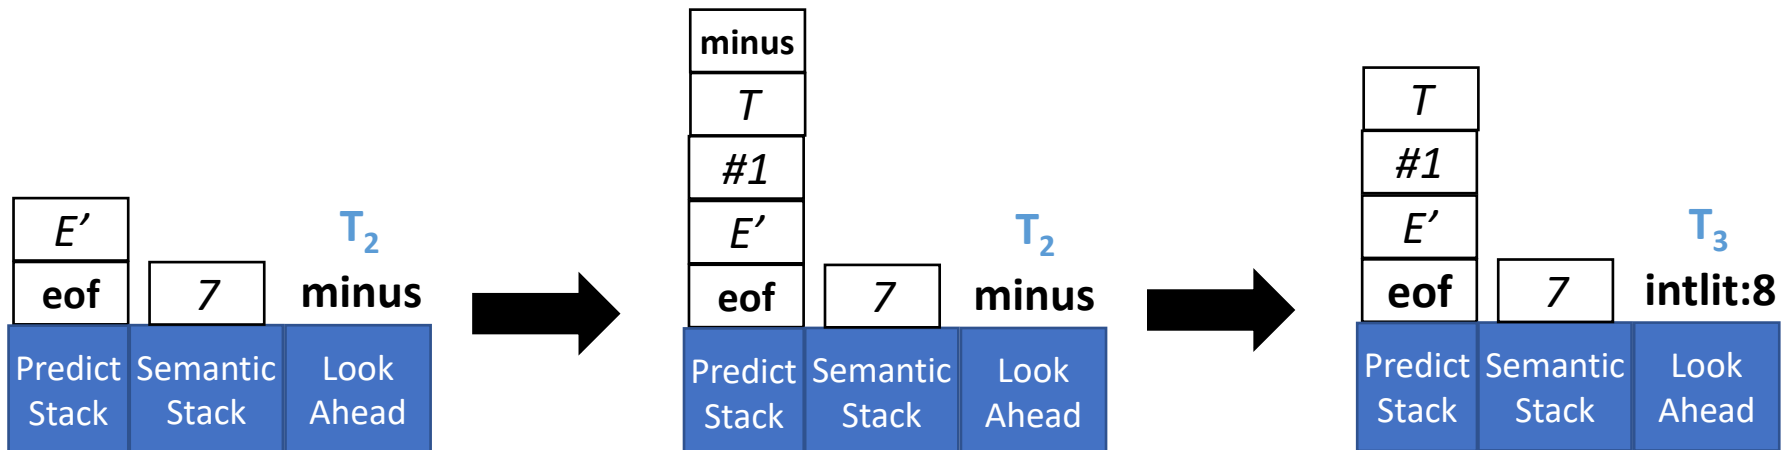 E’
eof
7
T₂
minus
Predict
Stack
Semantic
Stack
Look
Ahead
minus
T
#1
E’
eof
7
T₂
minus
Predict
Stack
Semantic
Stack
Look
Ahead
T
#1
E’
eof
7
T₃
intlit:8
Predict
Stack
Semantic
Stack
Look
Ahead